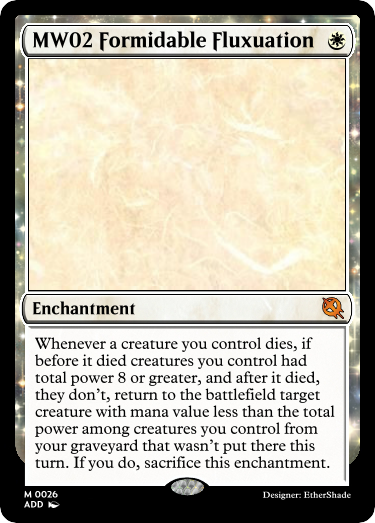 MW02 Formidable Fluxuation
Enchantment
Whenever a creature you control dies, if
before it died creatures you control had
total power 8 or greater, and after it died,
they don't, return to the battlefield target
creature with mana value less than the total
power among creatures you control from
your graveyard that wasn't put there this
turn. If you do, sacrifice this enchantment.
M 0026
ADD
Designer: EtherShade